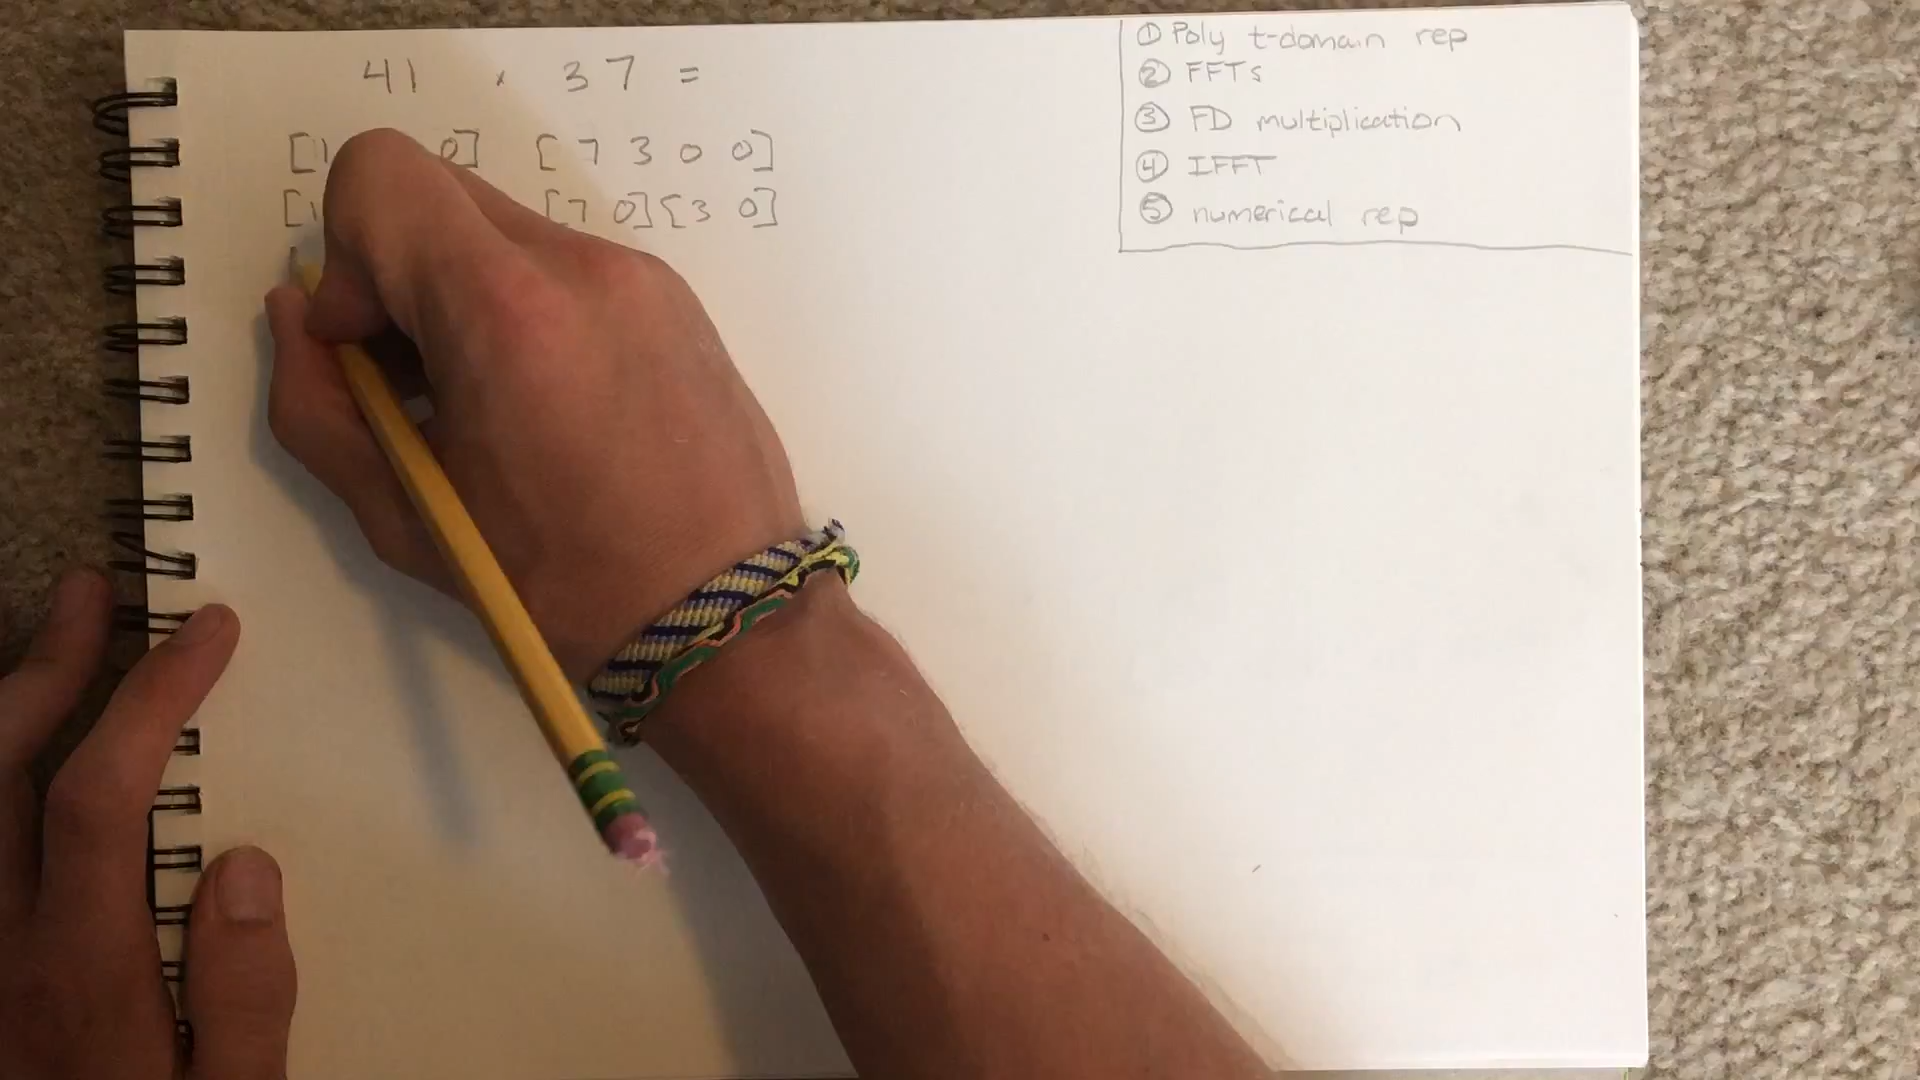 41 × 37 =
[1 0] [7 3 0 0]
[1 [7 0][3 0]
① Poly t-domain rep
② FFTs
③ FD multiplication
④ IFFT
⑤ numerical rep